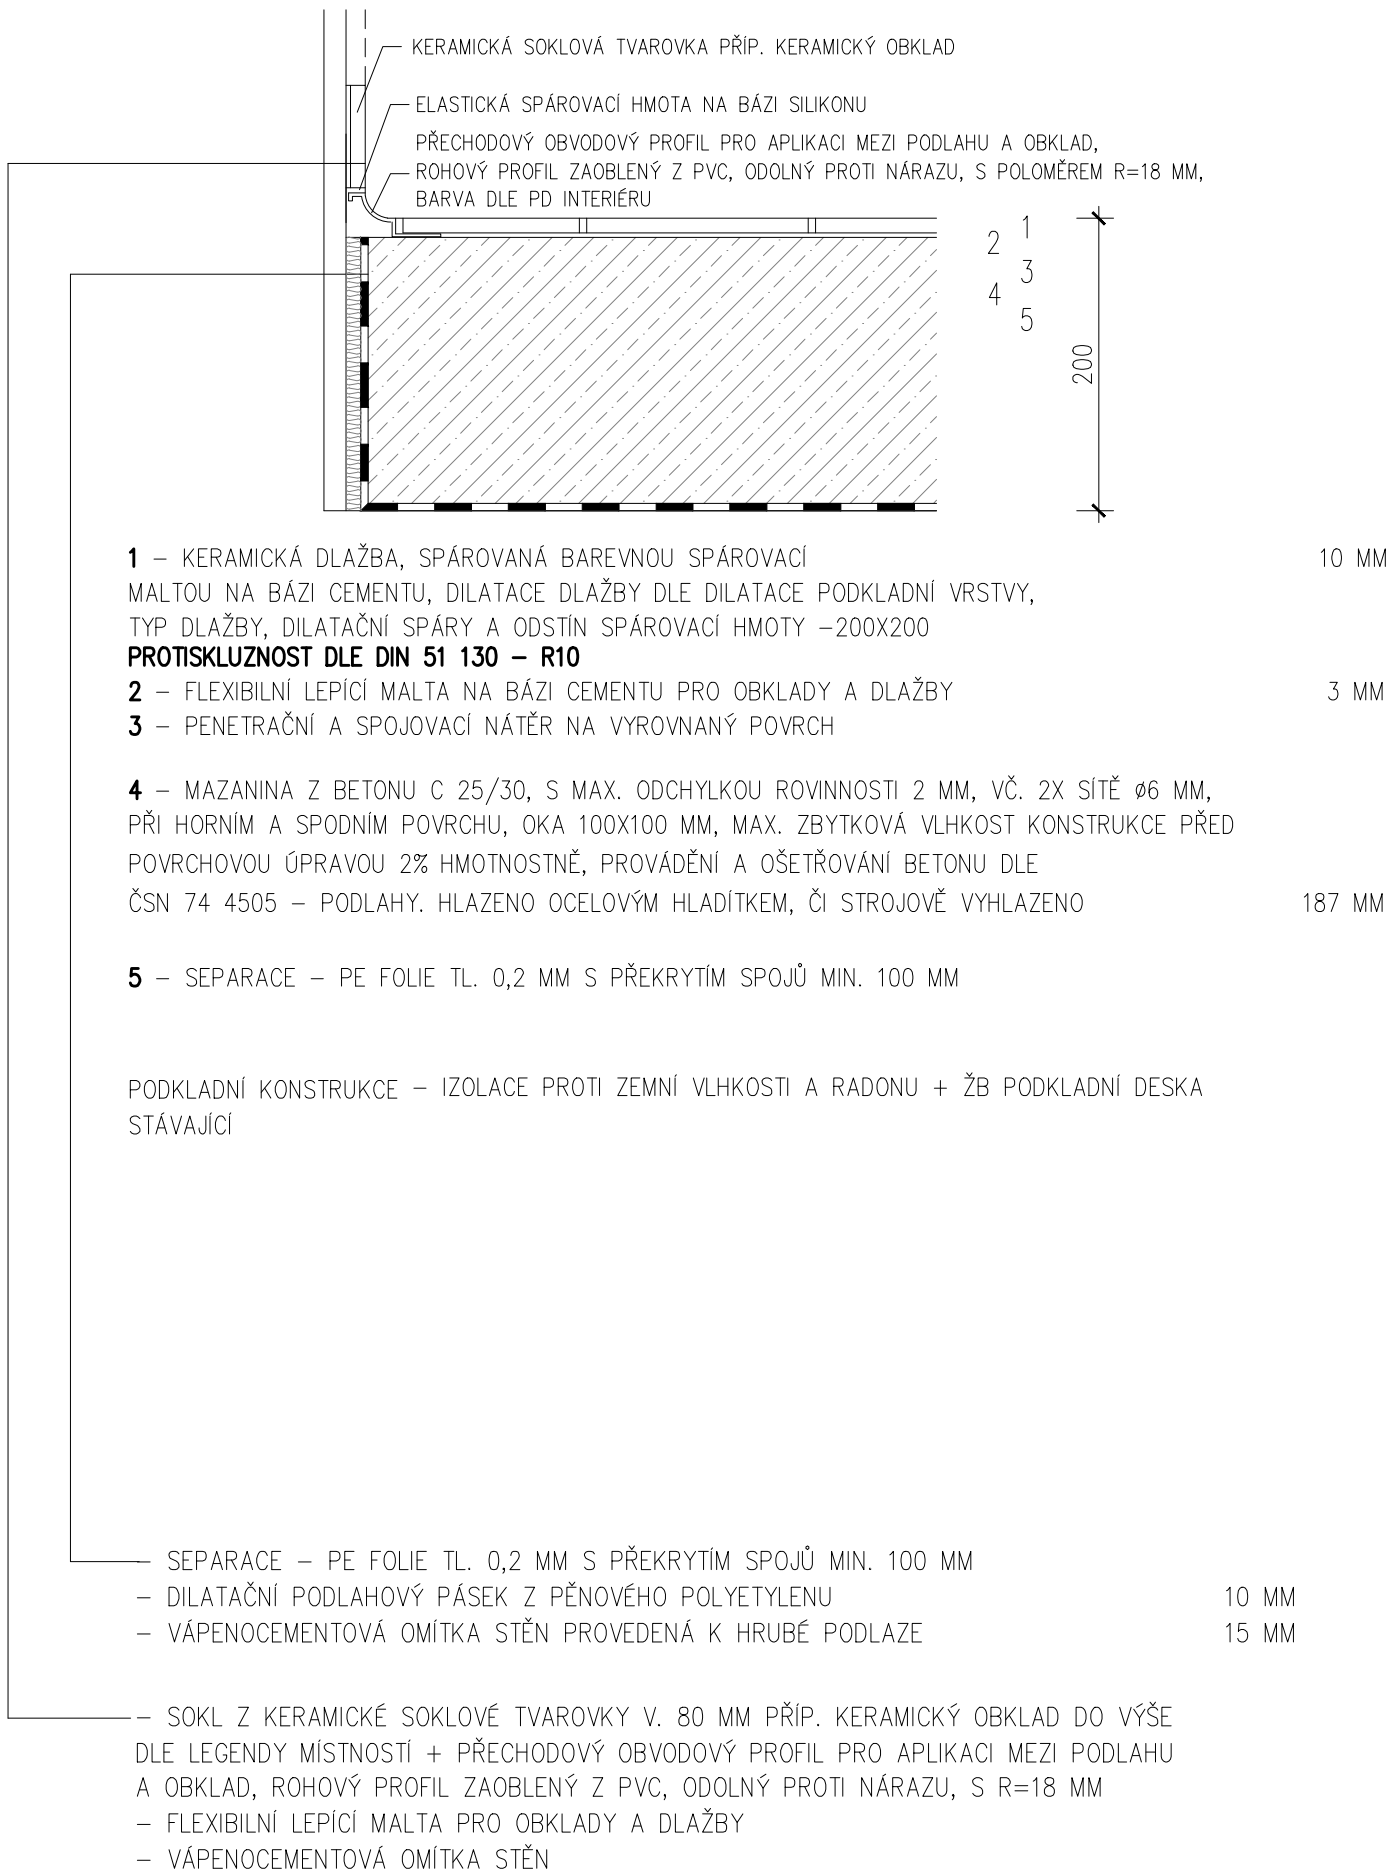 KERAMICKÁ SOKLOVÁ TVAROVKA PŘÍP. KERAMICKÝ OBKLAD
ELASTICKÁ SPÁROVACÍ HMOTA NA BÁZI SILIKONU
PŘECHODOVÝ OBVODOVÝ PROFIL PRO APLIKACI MEZI PODLAHU A OBKLAD,
ROHOVÝ PROFIL ZAOBLENÝ Z PVC, ODOLNÝ PROTI NÁRAZU, S POLOMĚREM R=18 MM,
BARVA DLE PD INTERIÉRU
1
2
3
4
5
200
1 – KERAMICKÁ DLAŽBA, SPÁROVANÁ BAREVNOU SPÁROVACÍ 10 MM
MALTOU NA BÁZI CEMENTU, DILATACE DLAŽBY DLE DILATACE PODKLADNÍ VRSTVY,
TYP DLAŽBY, DILATAČNÍ SPÁRY A ODSTÍN SPÁROVACÍ HMOTY –200X200
PROTISKLUZNOST DLE DIN 51 130 – R10
2 – FLEXIBILNÍ LEPÍCÍ MALTA NA BÁZI CEMENTU PRO OBKLADY A DLAŽBY 3 MM
3 – PENETRAČNÍ A SPOJOVACÍ NÁTĚR NA VYROVNANÝ POVRCH
4 – MAZANINA Z BETONU C 25/30, S MAX. ODCHYLKOU ROVINNOSTI 2 MM, VČ. 2X SÍTĚ ø6 MM,
PŘI HORNÍM A SPODNÍM POVRCHU, OKA 100X100 MM, MAX. ZBYTKOVÁ VLHKOST KONSTRUKCE PŘED
POVRCHOVOU ÚPRAVOU 2% HMOTNOSTNĚ, PROVÁDĚNÍ A OŠETŘOVÁNÍ BETONU DLE
ČSN 74 4505 – PODLAHY. HLAZENO OCELOVÝM HLADÍTKEM, ČI STROJOVĚ VYHLAZENO 187 MM
5 – SEPARACE – PE FOLIE TL. 0,2 MM S PŘEKRYTÍM SPOJŮ MIN. 100 MM
PODKLADNÍ KONSTRUKCE – IZOLACE PROTI ZEMNÍ VLHKOSTI A RADONU + ŽB PODKLADNÍ DESKA
STÁVAJÍCÍ
– SEPARACE – PE FOLIE TL. 0,2 MM S PŘEKRYTÍM SPOJŮ MIN. 100 MM
– DILATAČNÍ PODLAHOVÝ PÁSEK Z PĚNOVÉHO POLYETYLENU 10 MM
– VÁPENOCEMENTOVÁ OMÍTKA STĚN PROVEDENÁ K HRUBÉ PODLAZE 15 MM
– SOKL Z KERAMICKÉ SOKLOVÉ TVAROVKY V. 80 MM PŘÍP. KERAMICKÝ OBKLAD DO VÝŠE
DLE LEGENDY MÍSTNOSTÍ + PŘECHODOVÝ OBVODOVÝ PROFIL PRO APLIKACI MEZI PODLAHU
A OBKLAD, ROHOVÝ PROFIL ZAOBLENÝ Z PVC, ODOLNÝ PROTI NÁRAZU, S R=18 MM
– FLEXIBILNÍ LEPÍCÍ MALTA PRO OBKLADY A DLAŽBY
– VÁPENOCEMENTOVÁ OMÍTKA STĚN